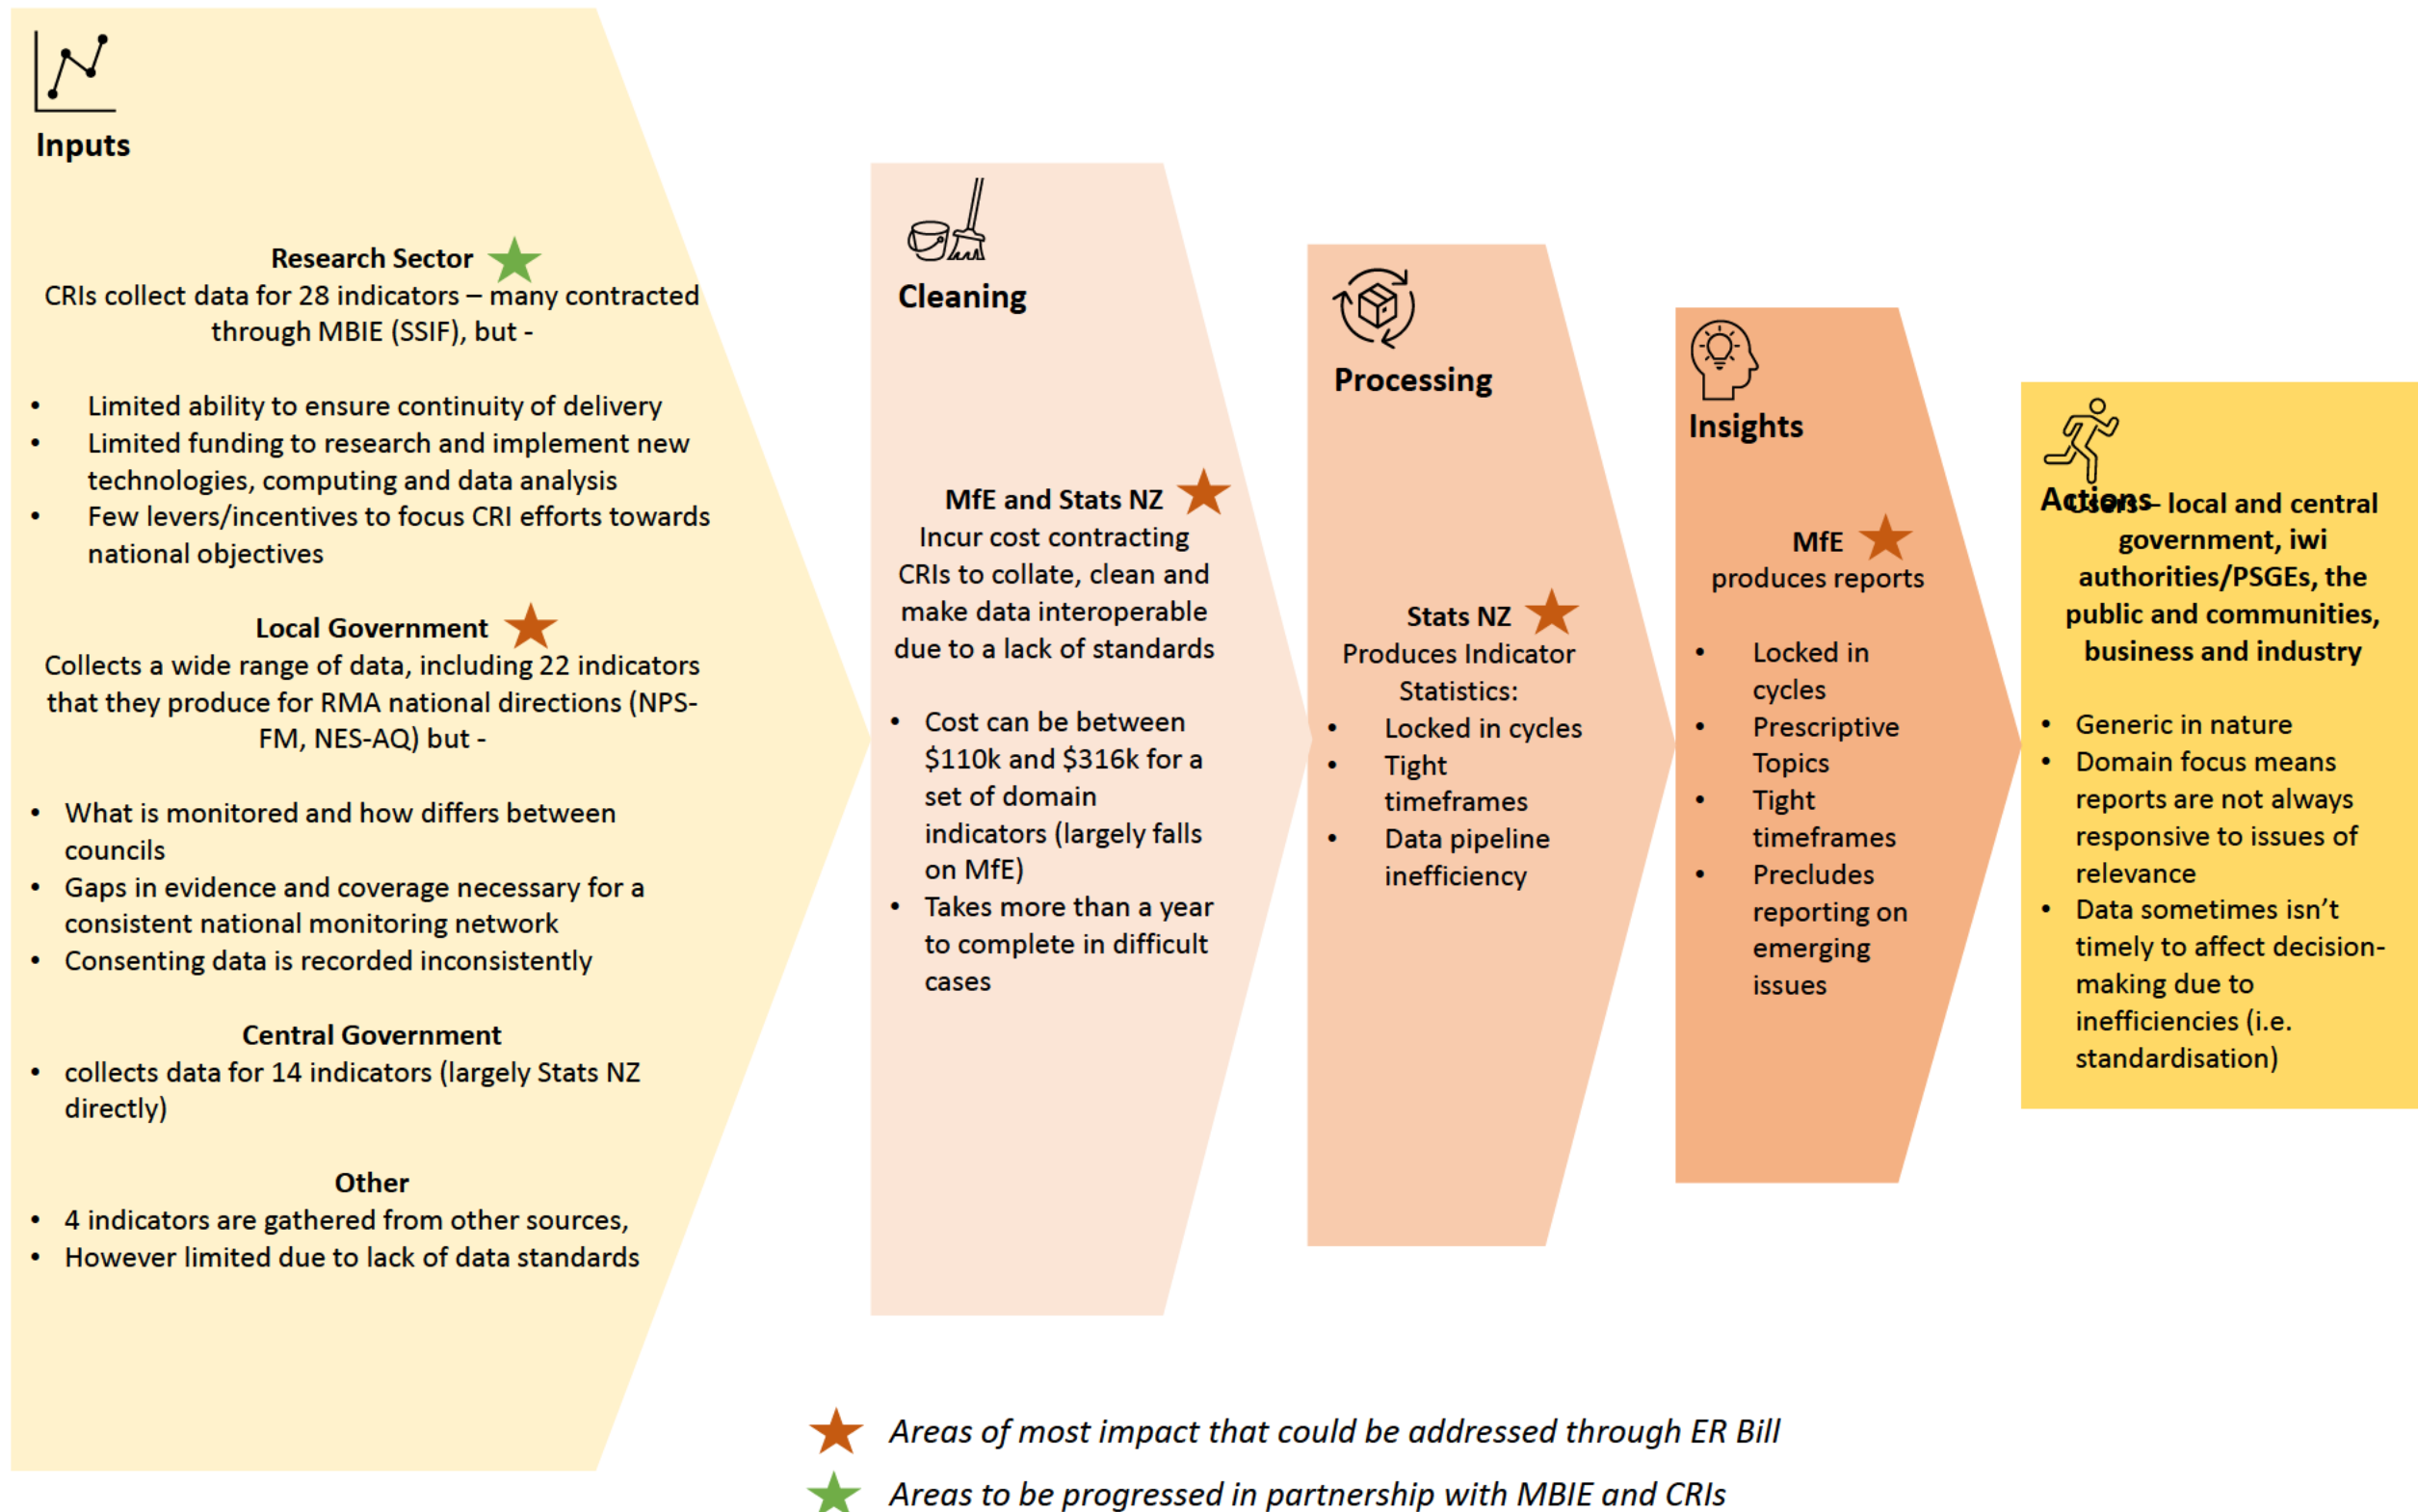 Inputs
Research Sector
CRIs collect data for 28 indicators – many contracted
through MBIE (SSIF), but -
• Limited ability to ensure continuity of delivery
• Limited funding to research and implement new
technologies, computing and data analysis
• Few levers/incentives to focus CRI efforts towards
national objectives
Local Government
Collects a wide range of data, including 22 indicators
that they produce for RMA national directions (NPS-
FM, NES-AQ) but -
• What is monitored and how differs between
councils
• Gaps in evidence and coverage necessary for a
consistent national monitoring network
• Consenting data is recorded inconsistently
Central Government
• collects data for 14 indicators (largely Stats NZ
directly)
Other
• 4 indicators are gathered from other sources,
• However limited due to lack of data standards
Cleaning
MfE and Stats NZ
Incur cost contracting
CRIs to collate, clean and
make data interoperable
due to a lack of standards
• Cost can be between
$110k and $316k for a
set of domain
indicators (largely falls
on MfE)
• Takes more than a year
to complete in difficult
cases
Processing
Stats NZ
Produces Indicator
Statistics:
• Locked in cycles
• Tight
timeframes
• Data pipeline
inefficiency
Insights
MfE
produces reports
• Locked in
cycles
• Prescriptive
Topics
• Tight
timeframes
• Precludes
reporting on
emerging
issues
Actions
Users – local and central
government, iwi
authorities/PSGEs, the
public and communities,
business and industry
• Generic in nature
• Domain focus means
reports are not always
responsive to issues of
relevance
• Data sometimes isn't
timely to affect decision-
making due to
inefficiencies (i.e.
standardisation)
Areas of most impact that could be addressed through ER Bill
Areas to be progressed in partnership with MBIE and CRIs